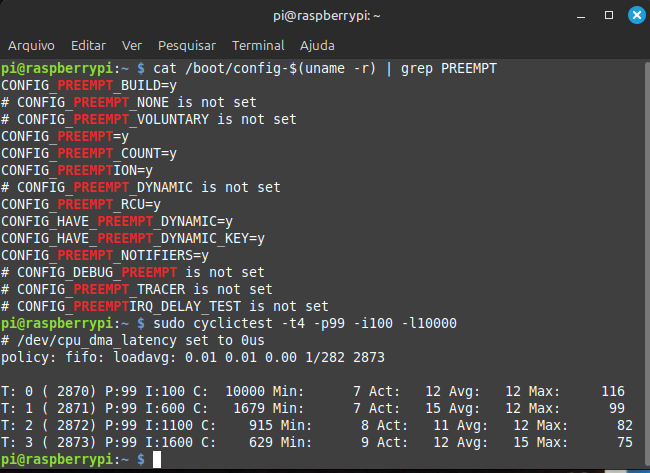 pi@raspberrypi: ~
Arquivo Editar Ver Pesquisar Terminal Ajuda
pi@raspberrypi:~ $ cat /boot/config-$(uname -r) | grep PREEMPT
CONFIG_PREEMPT_BUILD=y
# CONFIG_PREEMPT_NONE is not set
# CONFIG_PREEMPT_VOLUNTARY is not set
CONFIG_PREEMPT=y
CONFIG_PREEMPT_COUNT=y
CONFIG_PREEMPTION=y
# CONFIG_PREEMPT_DYNAMIC is not set
CONFIG_PREEMPT_RCU=y
CONFIG_HAVE_PREEMPT_DYNAMIC=y
CONFIG_HAVE_PREEMPT_DYNAMIC_KEY=y
CONFIG_PREEMPT_NOTIFIERS=y
# CONFIG_DEBUG_PREEMPT is not set
# CONFIG_PREEMPT_TRACER is not set
# CONFIG_PREEMPTIRQ_DELAY_TEST is not set
pi@raspberrypi:~ $ sudo cyclictest -t4 -p99 -i100 -l10000
# /dev/cpu_dma_latency set to 0us
policy: fifo: loadavg: 0.01 0.01 0.00 1/282 2873
T: 0 ( 2870) P:99 I:100 C:  10000 Min:      7 Act:   12 Avg:   12 Max:     116
T: 1 ( 2871) P:99 I:600 C:   1679 Min:      7 Act:   15 Avg:   12 Max:      99
T: 2 ( 2872) P:99 I:1100 C:    915 Min:      8 Act:   11 Avg:   12 Max:      82
T: 3 ( 2873) P:99 I:1600 C:    629 Min:      9 Act:   12 Avg:   15 Max:      75
pi@raspberrypi:~ $